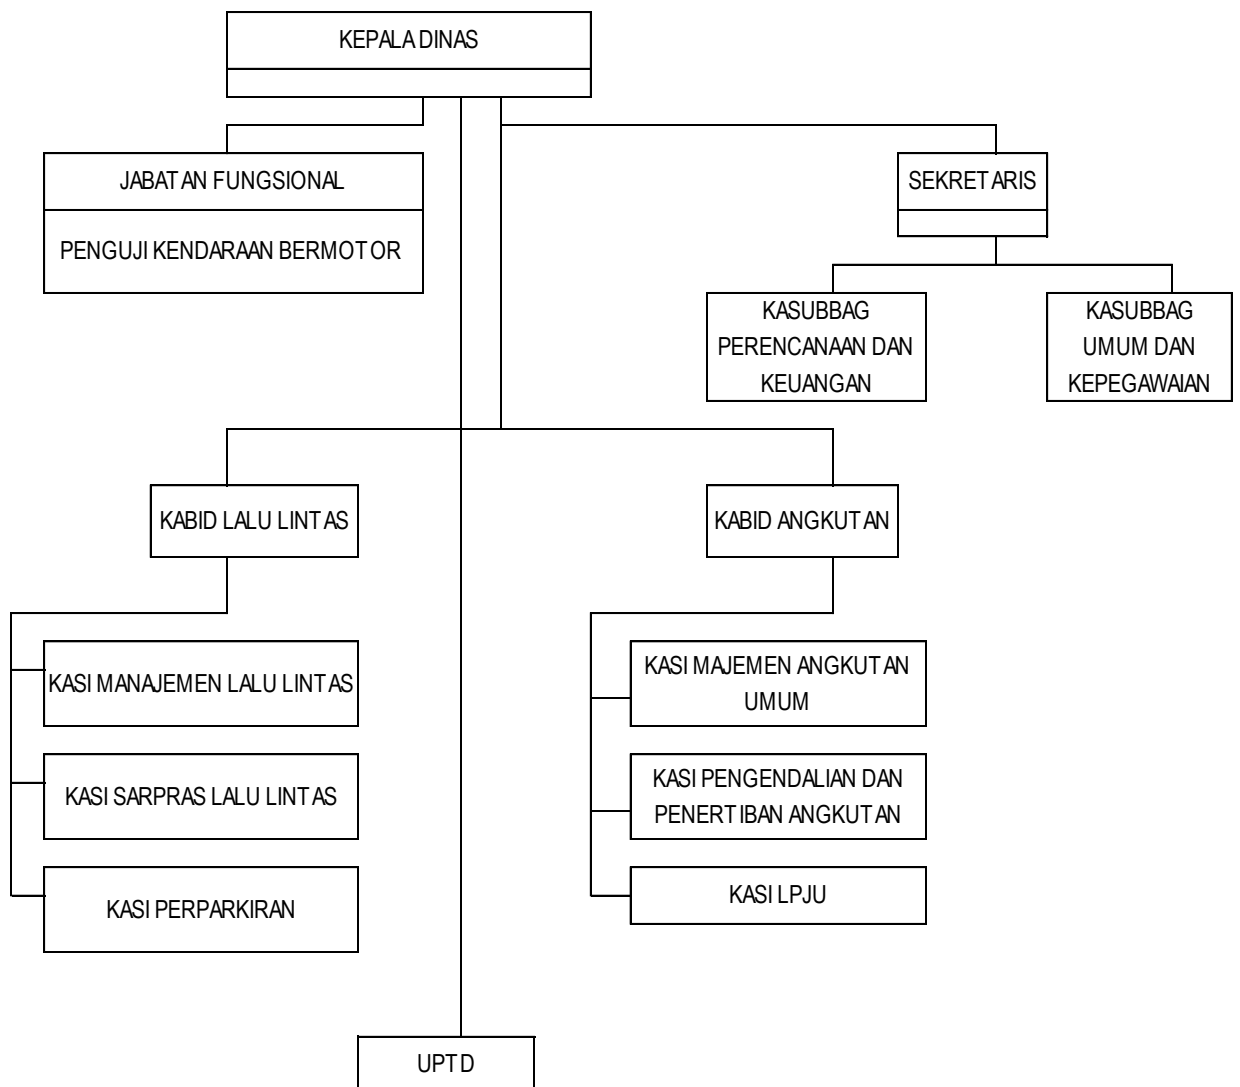 KEPALA DINAS
JABATAN FUNGSIONAL
PENGUJI KENDARAAN BERMOTOR
SEKRETARIS
KASUBBAG
PERENCANAAN DAN
KEUANGAN
KASUBBAG
UMUM DAN
KEPEGAWAIAN
KABID LALU LINTAS
KABID ANGKUTAN
KASI MANAJEMEN LALU LINTAS
KASI SARPRAS LALU LINTAS
KASI PERPARKIRAN
KASI MAJEMEN ANGKUTAN
UMUM
KASI PENGENDALIAN DAN
PENERTIBAN ANGKUTAN
KASI LPJU
UPTD